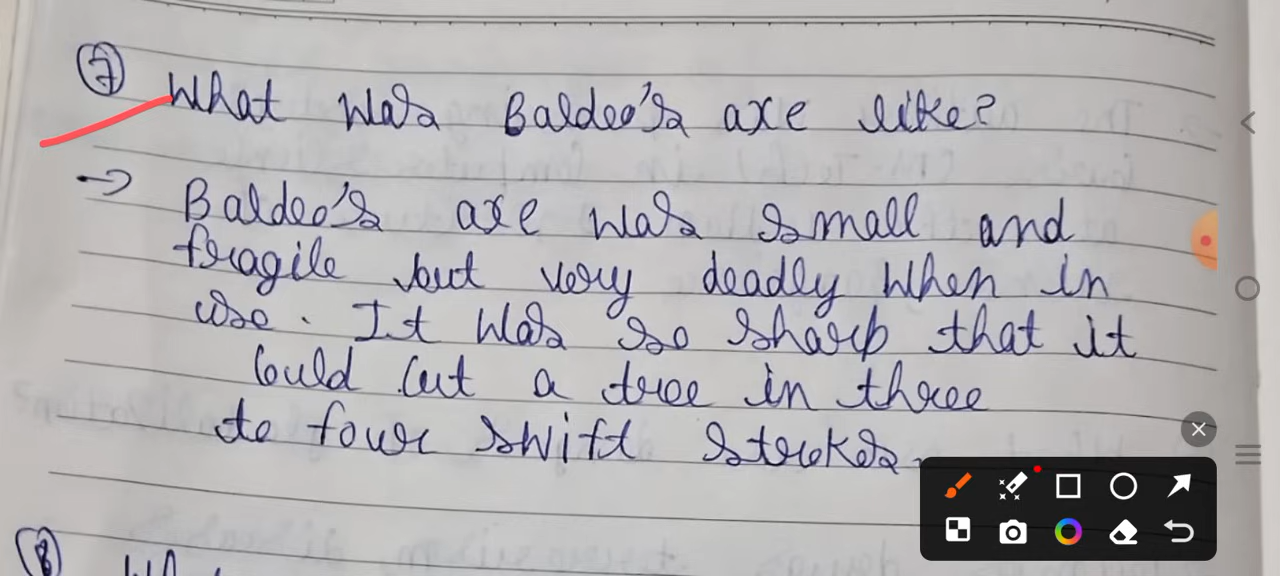 7 What was Baldeo's axe like?
→ Baldeo's axe was small and
fragile but very deadly when in
use. It was so sharp that it
could cut a tree in three
to four swift strokes.
8